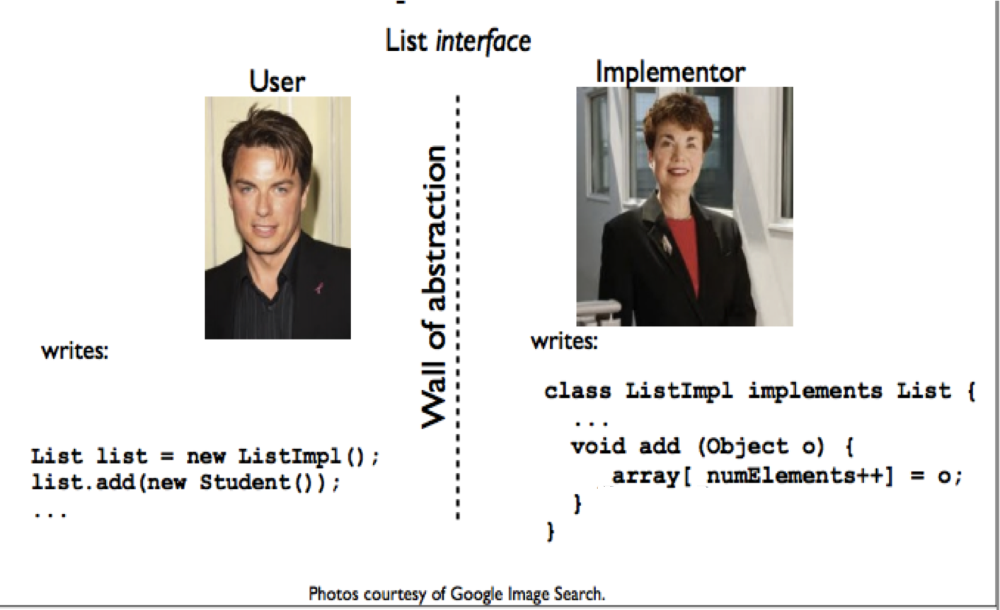 List interface
User
Implementor
Wall of abstraction
writes:
List list = new ListImpl();
list.add(new Student());
...
writes:
class ListImpl implements List {
...
void add (Object o) {
array[ numElements++] = o;
}
}
Photos courtesy of Google Image Search.